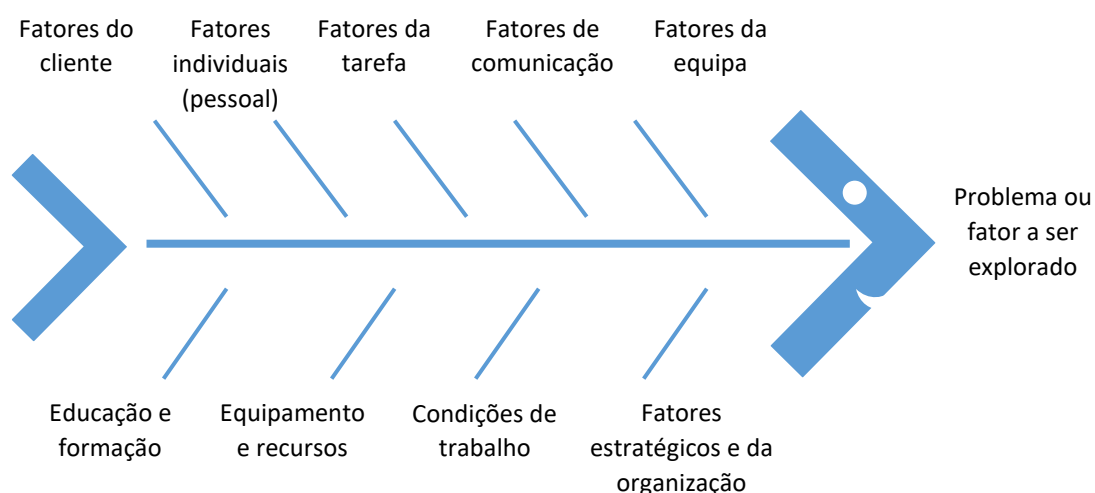 Fatores do
cliente
Fatores
individuais
(pessoal)
Fatores da
tarefa
Fatores de
comunicação
Fatores da
equipa
Problema ou
fator a ser
explorado
Educação e
formação
Equipamento
e recursos
Condições de
trabalho
Fatores
estratégicos e da
organização